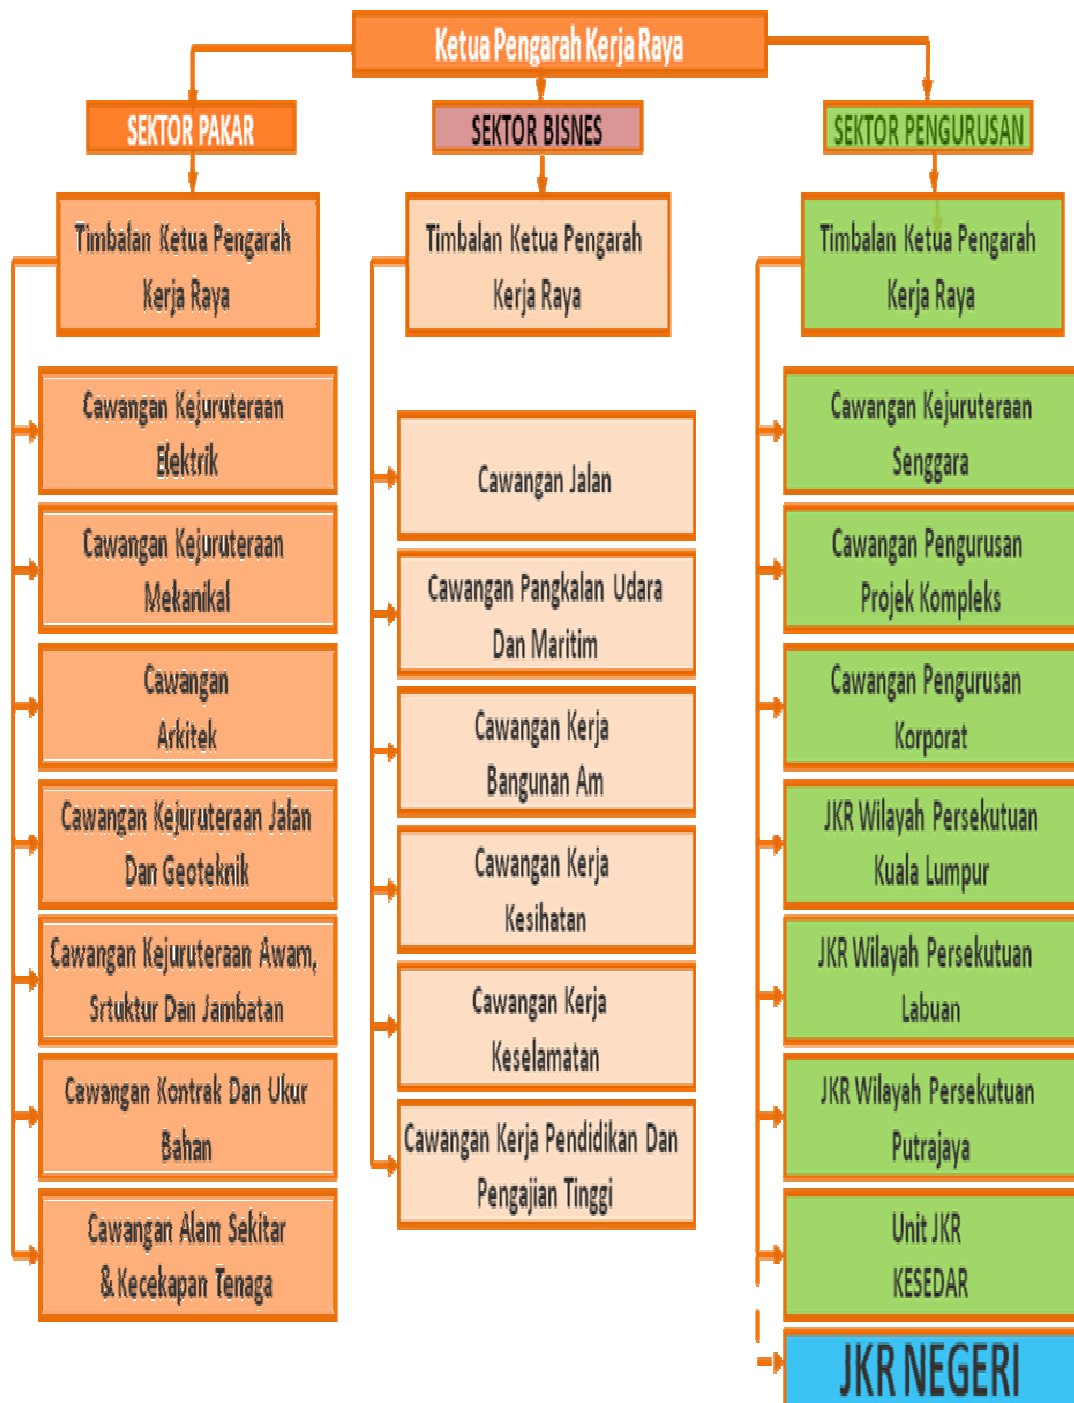 Ketua Pengarah Kerja Raya
SEKTOR PAKAR
SEKTOR BISNES
SEKTOR PENGURUSAN
Timbalan Ketua Pengarah
Kerja Raya
Timbalan Ketua Pengarah
Kerja Raya
Timbalan Ketua Pengarah
Kerja Raya
Cawangan Kejuruteraan
Elektrik
Cawangan Kejuruteraan
Mekanikal
Cawangan
Arkitek
Cawangan Kejuruteraan Jalan
Dan Geoteknik
Cawangan Kejuruteraan Awam,
Srtuktur Dan Jambatan
Cawangan Kontrak Dan Ukur
Bahan
Cawangan Alam Sekitar
& Kecekapan Tenaga
Cawangan Jalan
Cawangan Pangkalan Udara
Dan Maritim
Cawangan Kerja
Bangunan Am
Cawangan Kerja
Kesihatan
Cawangan Kerja
Keselamatan
Cawangan Kerja Pendidikan Dan
Pengajian Tinggi
Cawangan Kejuruteraan
Senggara
Cawangan Pengurusan
Projek Kompleks
Cawangan Pengurusan
Korporat
JKR Wilayah Persekutuan
Kuala Lumpur
JKR Wilayah Persekutuan
Labuan
JKR Wilayah Persekutuan
Putrajaya
Unit JKR
KESEDAR
JKR NEGERI